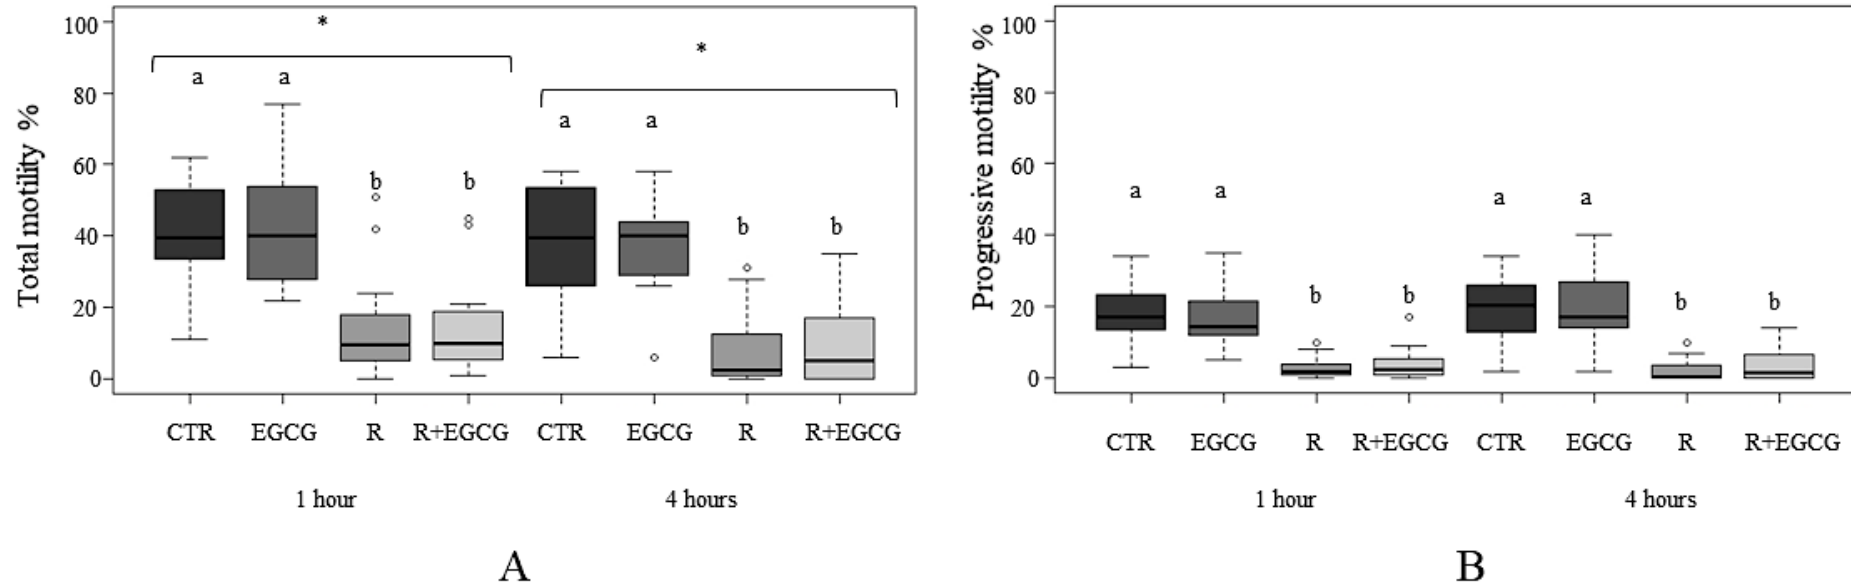 Total motility %
100
80
60
40
20
0
*
*
a a b b a a b b
CTR EGCG R R+EGCG CTR EGCG R R+EGCG
1 hour 4 hours
A
Progressive motility %
100
80
60
40
20
0
a a b b a a b b
CTR EGCG R R+EGCG CTR EGCG R R+EGCG
1 hour 4 hours
B